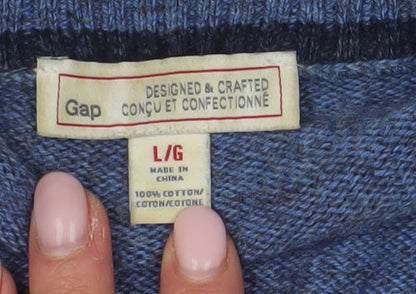 Gap
DESIGNED & CRAFTED
CONÇU ET CONFECTIONNÉ
L/G
MADE IN
CHINA
100% COTTON/
COTON/COTONE